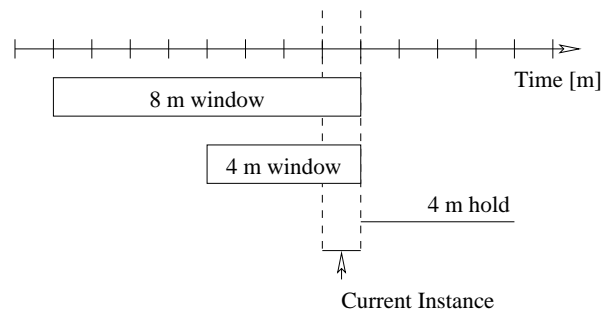 Time [m]
8 m window
4 m window
4 m hold
Current Instance